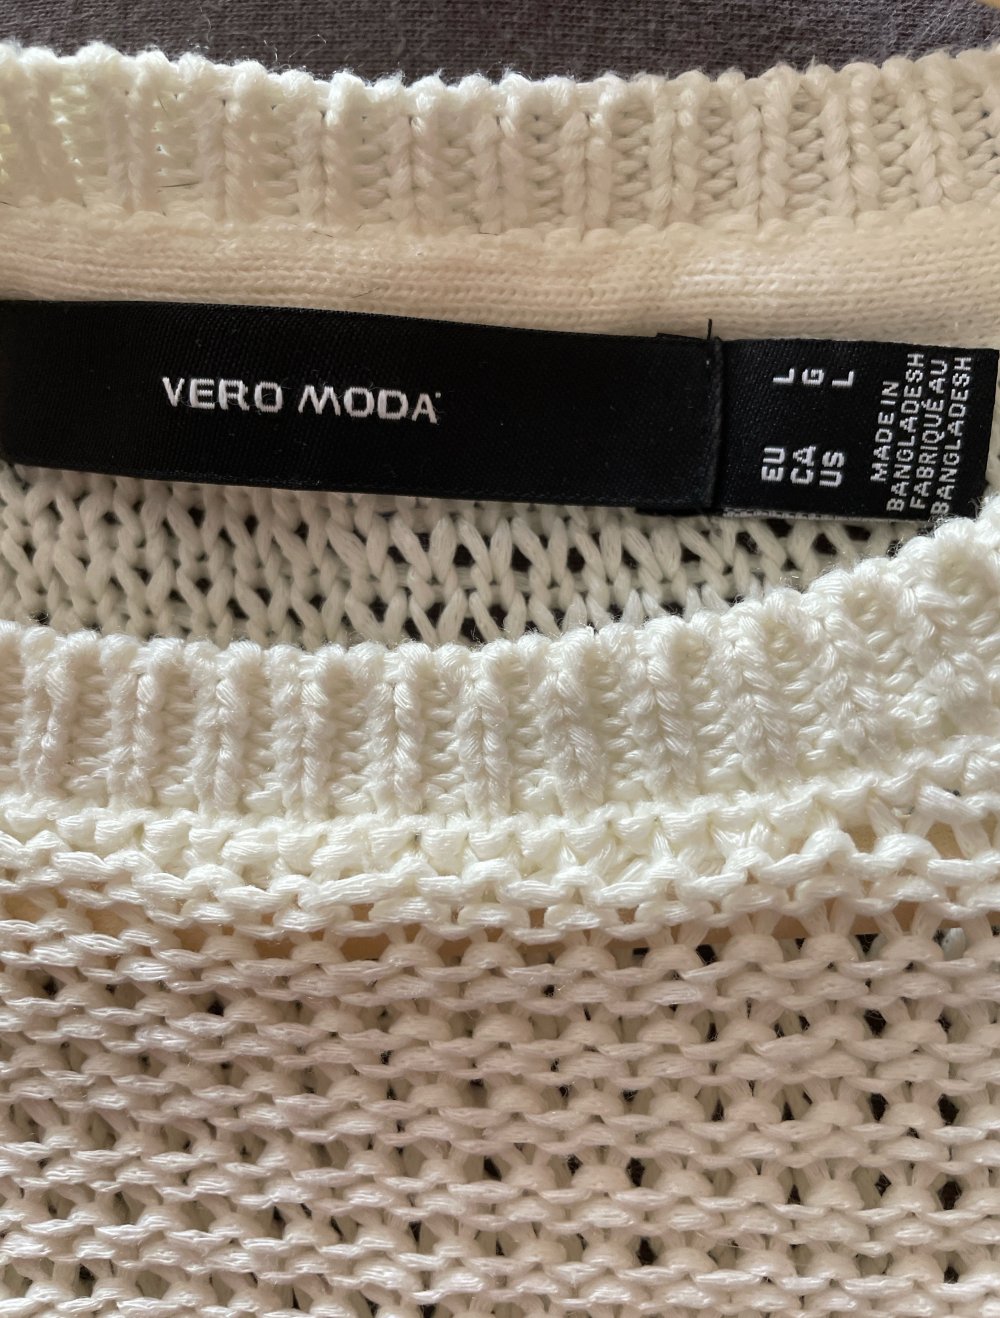 VERO MODA
EU L
CA G
US L
MADE IN
BANGLADESH
FABRIQUÉ AU
BANGLADESH